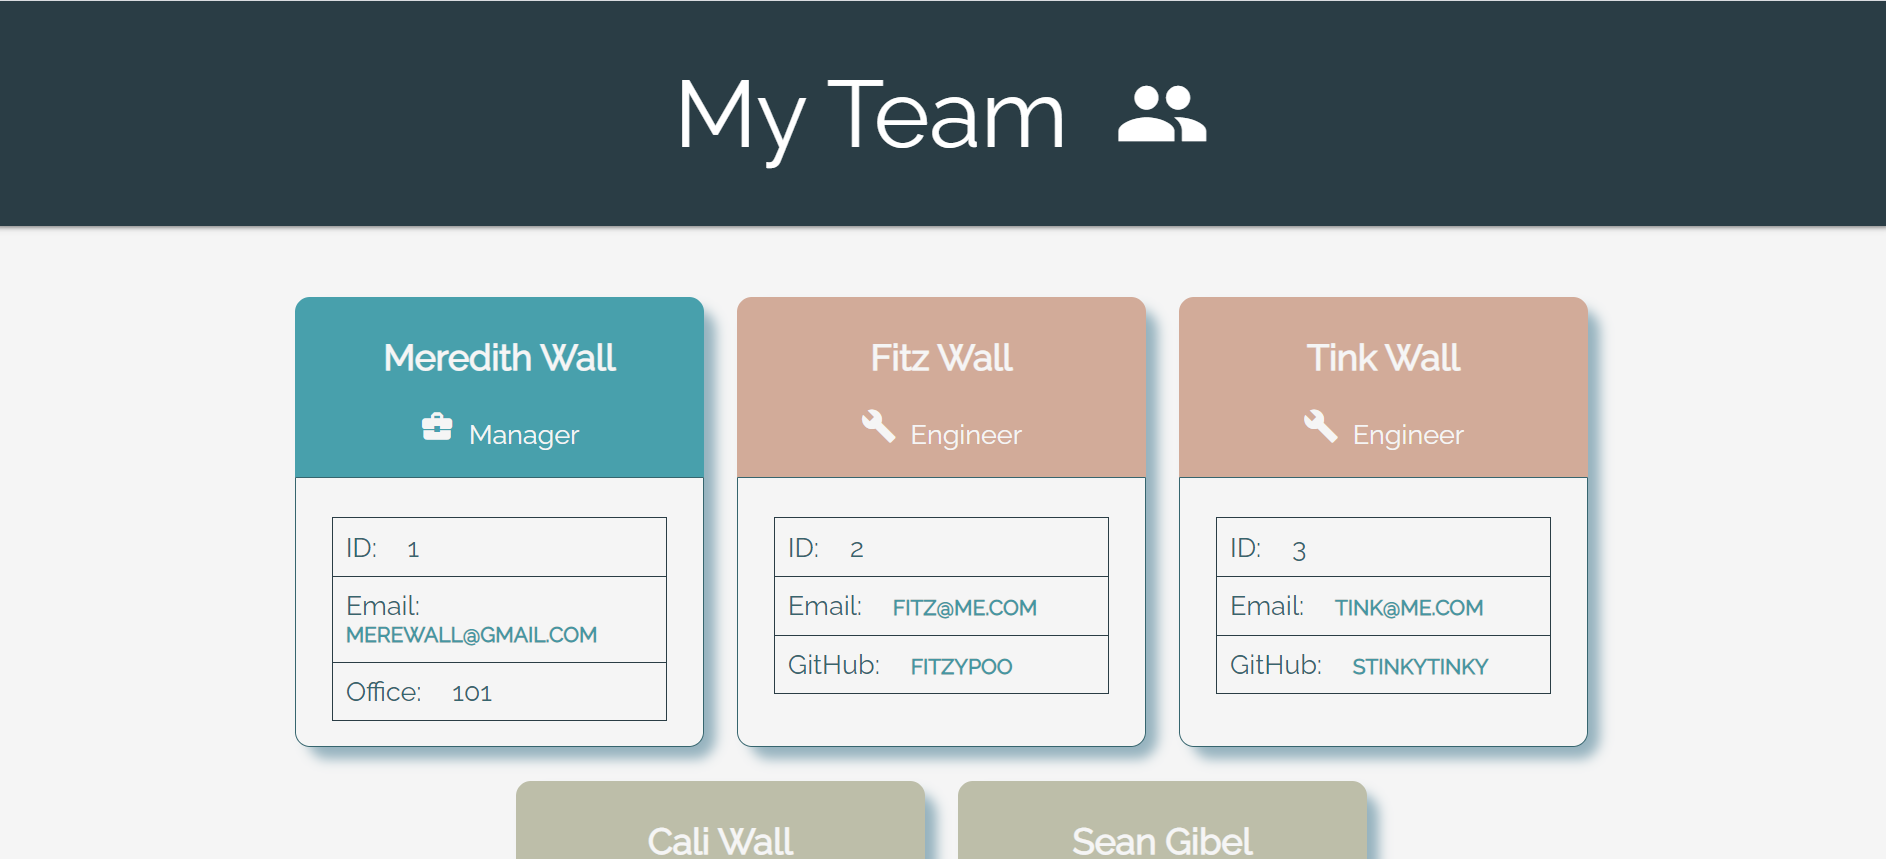 My Team
Meredith Wall
Manager
ID: 1
Email:
MEREWALL@GMAIL.COM
Office: 101
Fitz Wall
Engineer
ID: 2
Email: FITZ@ME.COM
GitHub: FITZYPOO
Tink Wall
Engineer
ID: 3
Email: TINK@ME.COM
GitHub: STINKYTINKY
Cali Wall
Sean Gibel